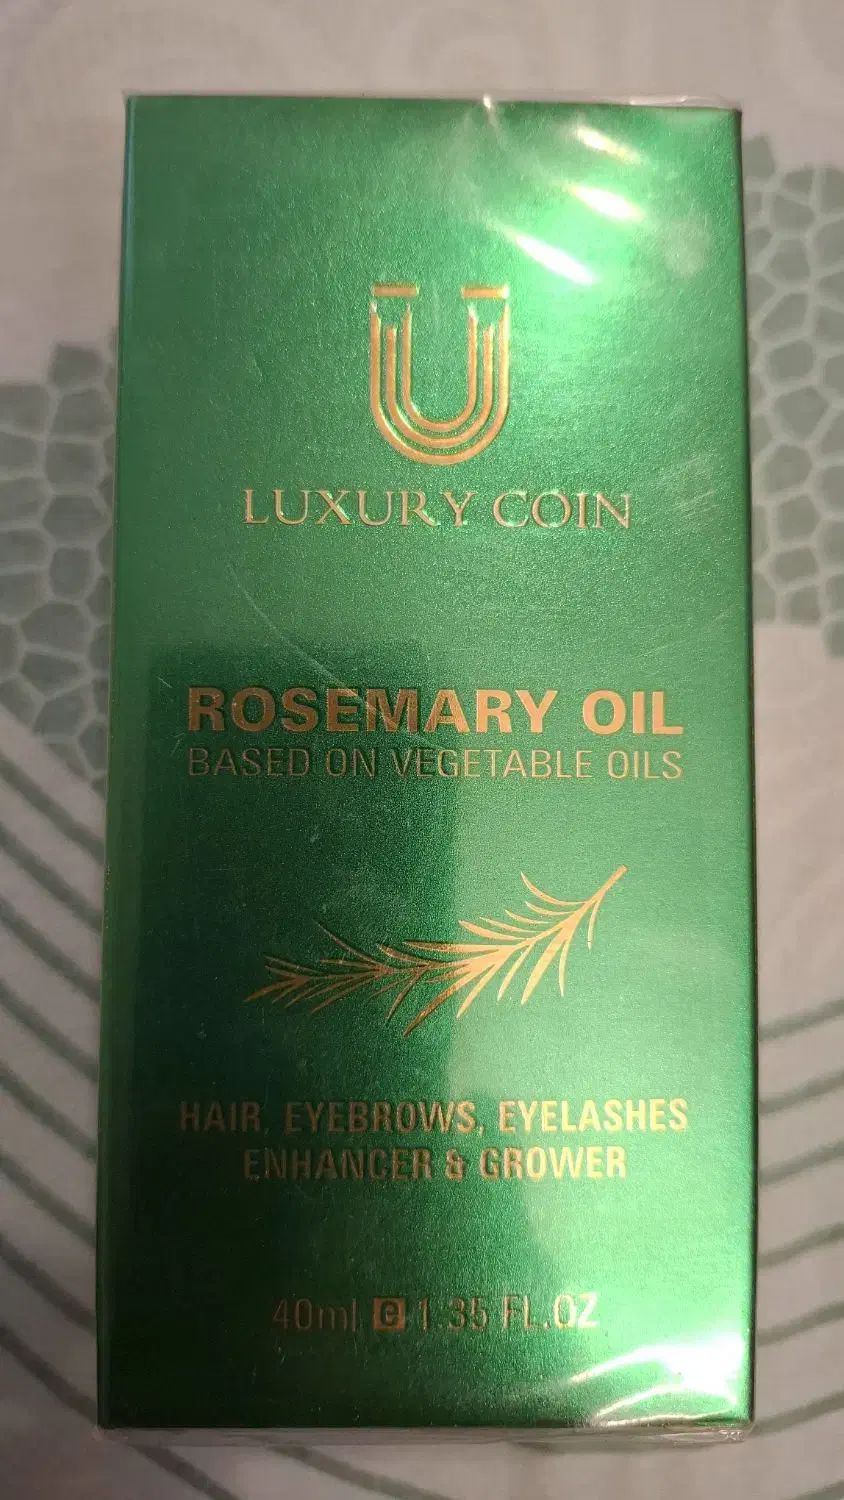 LUXURY COIN
ROSEMARY OIL
BASED ON VEGETABLE OILS
HAIR, EYEBROWS, EYELASHES
ENHANCER & GROWER
40ml e 1.35 FL.OZ